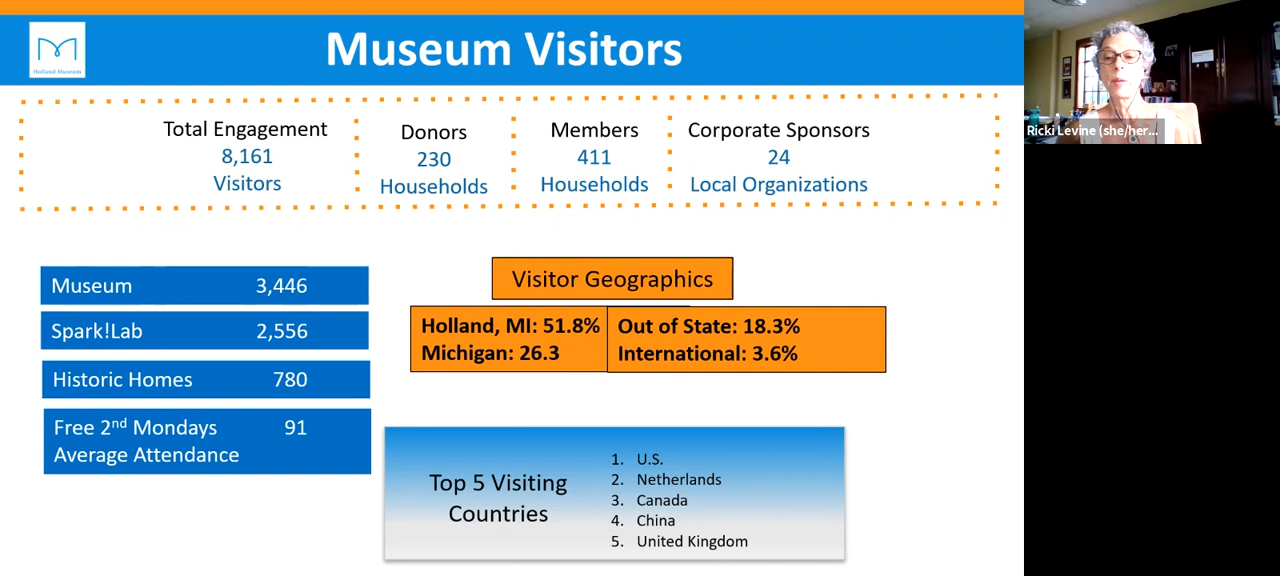 Museum Visitors
Holland Museum
Total Engagement
8,161
Visitors
Donors
230
Households
Members
411
Households
Corporate Sponsors
24
Local Organizations
Ricki Levine (she/her...
Museum 3,446
Spark!Lab 2,556
Historic Homes 780
Free 2nd Mondays 91
Average Attendance
Visitor Geographics
Holland, MI: 51.8%
Michigan: 26.3
Out of State: 18.3%
International: 3.6%
Top 5 Visiting
Countries
1. U.S.
2. Netherlands
3. Canada
4. China
5. United Kingdom